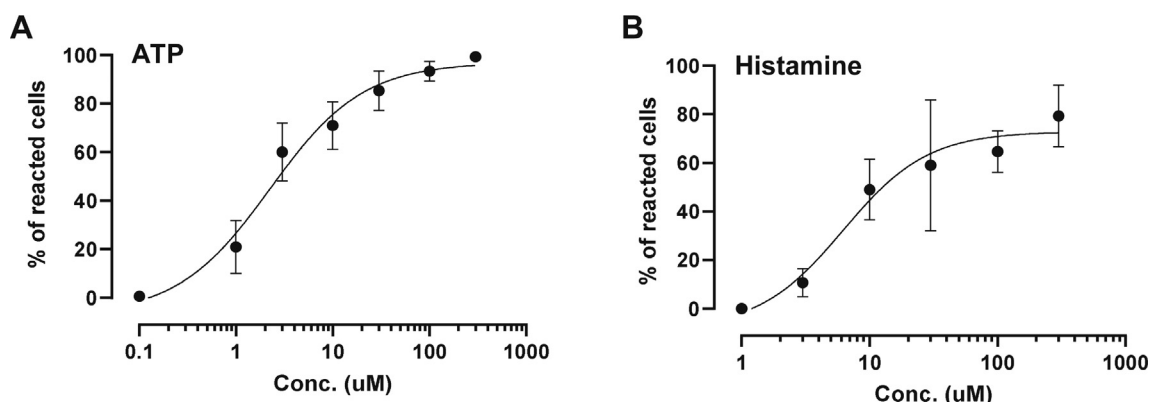 A
ATP
100
80
60
40
20
0
% of reacted cells
0.1 1 10 100 1000
Conc. (uM)
B
Histamine
100
80
60
40
20
0
% of reacted cells
1 10 100 1000
Conc. (uM)